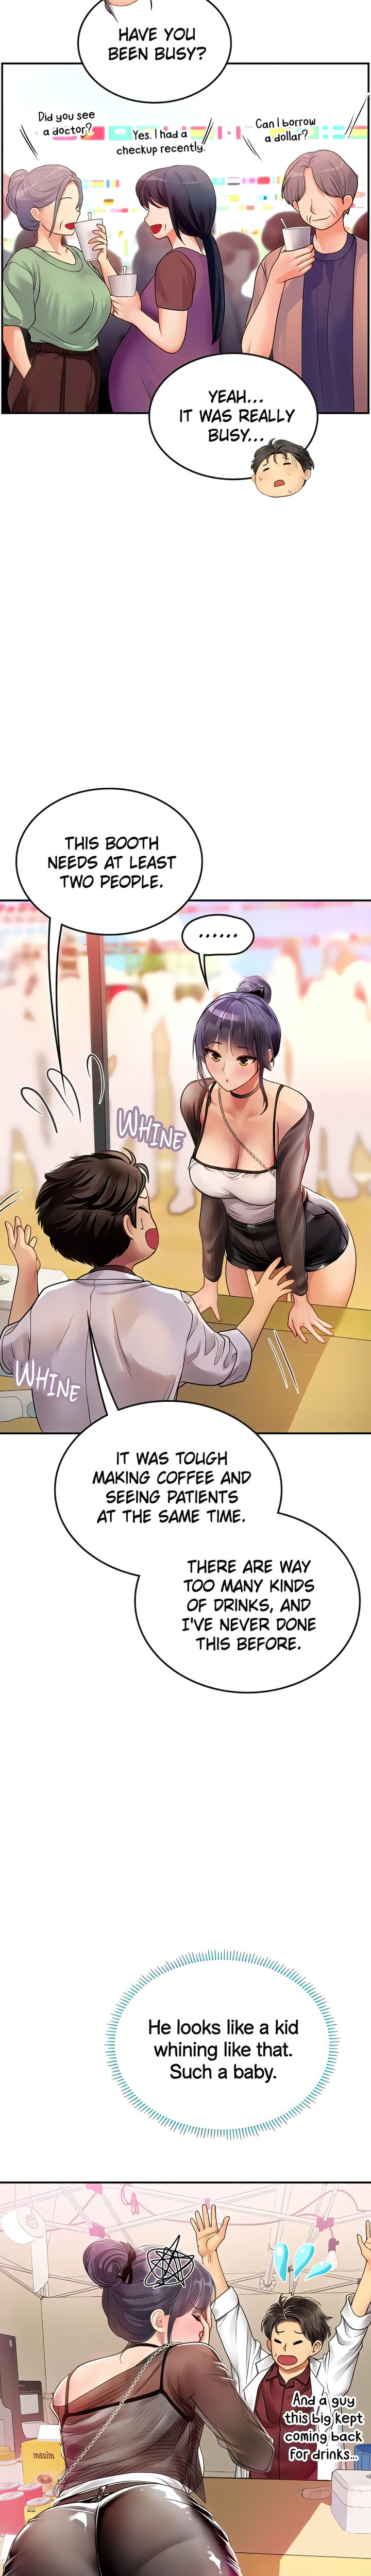 HAVE YOU
BEEN BUSY?
Did you see
a doctor?
Yes. I had a
checkup recently.
Can I borrow
a dollar?
YEAH...
IT WAS REALLY
BUSY...
THIS BOOTH
NEEDS AT LEAST
TWO PEOPLE.
......
WHINE
WHINE
IT WAS TOUGH
MAKING COFFEE AND
SEEING PATIENTS
AT THE SAME TIME.
THERE ARE WAY
TOO MANY KINDS
OF DRINKS, AND
I'VE NEVER DONE
THIS BEFORE.
He looks like a kid
whining like that.
Such a baby.
And a guy
this big kept
coming back
for drinks...
masim